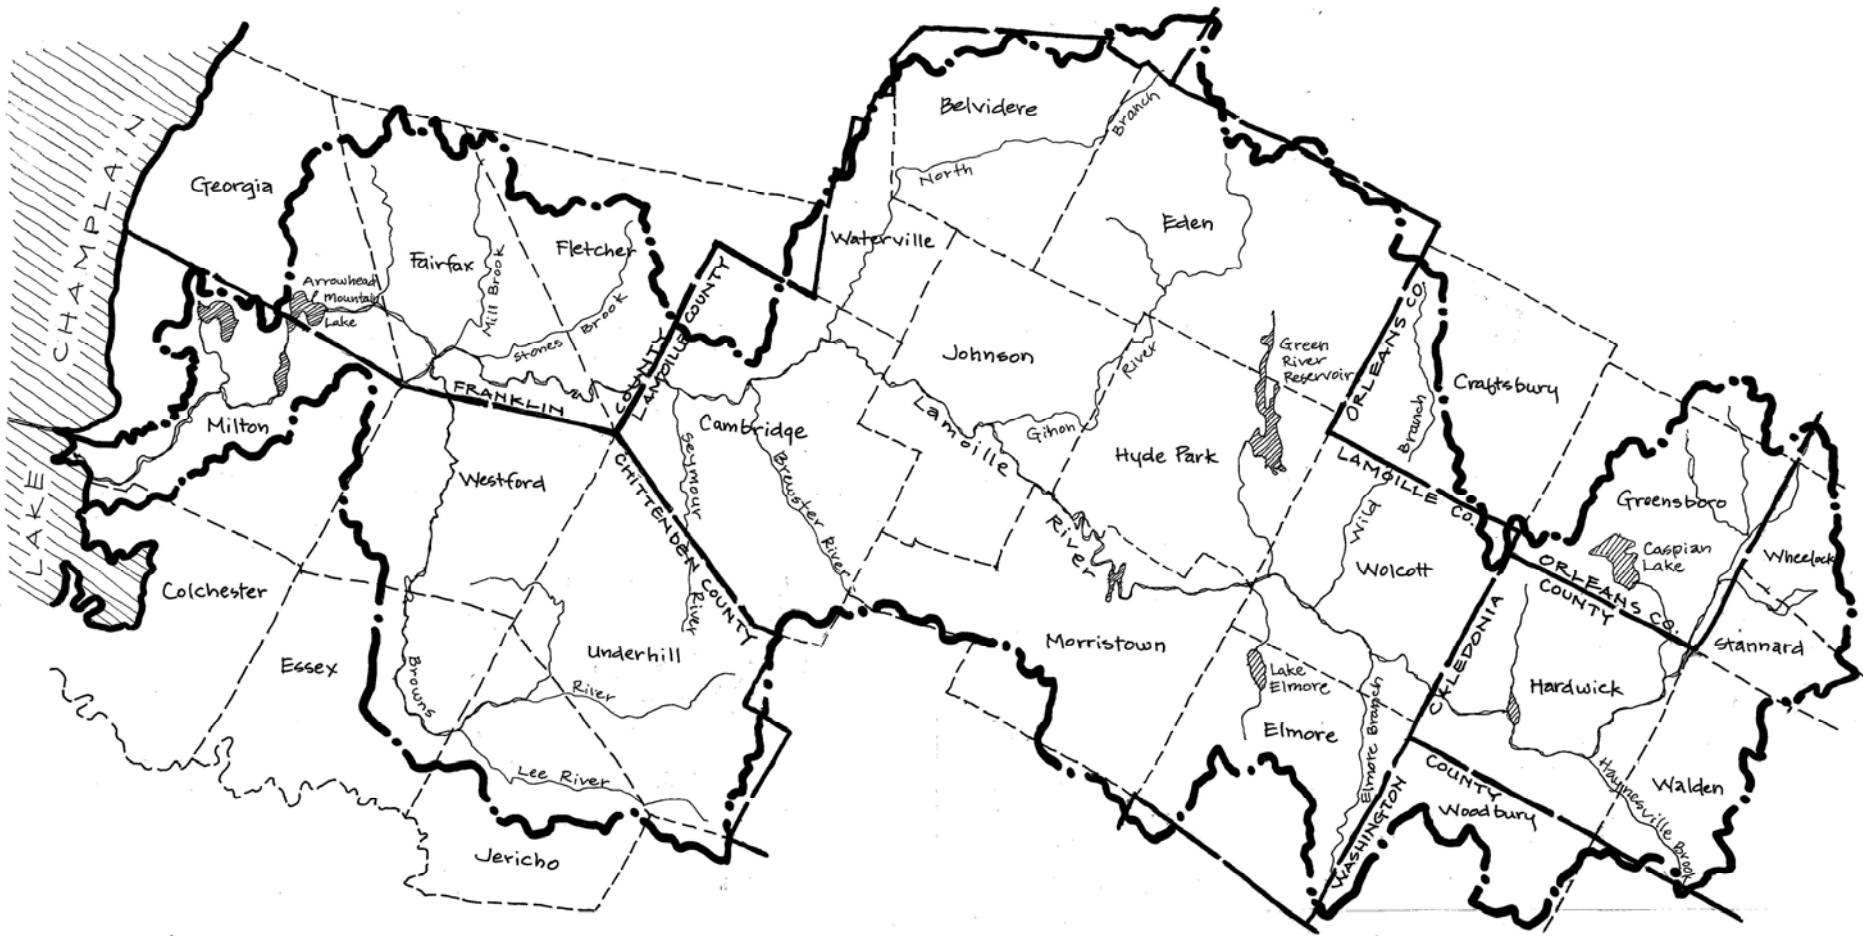 LAKE CHAMPLAIN
Georgia
Fairfax
Fletcher
Arrowhead
Mountain
Lake
Mill Brook
Stones Brook
Milton
FRANKLIN COUNTY
LAMOILLE COUNTY
CHITTENDEN COUNTY
Westford
Colchester
Essex
Underhill
Browns
River
Lee River
Jericho
Cambridge
Seymour River
Brewster River
Waterville
Belvidere
North Branch
Eden
Johnson
Gihon River
Lamoille River
Hyde Park
Green
River
Reservoir
ORLEANS CO.
LAMOILLE CO.
Branch
Wild
Craftsbury
Wolcott
Morristown
Lake
Elmore
Elmore
Elmore Branch
CALEDONIA
WASHINGTON
COUNTY
Woodbury
Hardwick
Haynesville Brook
Walden
Stannard
Wheelock
Greensboro
Caspian
Lake
ORLEANS CO.
COUNTY